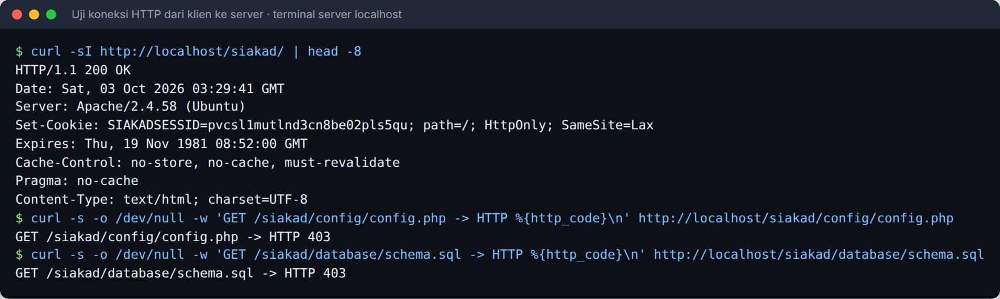 Uji koneksi HTTP dari klien ke server · terminal server localhost
$ curl -sI http://localhost/siakad/ | head -8
HTTP/1.1 200 OK
Date: Sat, 03 Oct 2026 03:29:41 GMT
Server: Apache/2.4.58 (Ubuntu)
Set-Cookie: SIAKADSESSID=pvcsl1mutlnd3cn8be02pls5qu; path=/; HttpOnly; SameSite=Lax
Expires: Thu, 19 Nov 1981 08:52:00 GMT
Cache-Control: no-store, no-cache, must-revalidate
Pragma: no-cache
Content-Type: text/html; charset=UTF-8
$ curl -s -o /dev/null -w 'GET /siakad/config/config.php -> HTTP %{http_code}\n' http://localhost/siakad/config/config.php
GET /siakad/config/config.php -> HTTP 403
$ curl -s -o /dev/null -w 'GET /siakad/database/schema.sql -> HTTP %{http_code}\n' http://localhost/siakad/database/schema.sql
GET /siakad/database/schema.sql -> HTTP 403